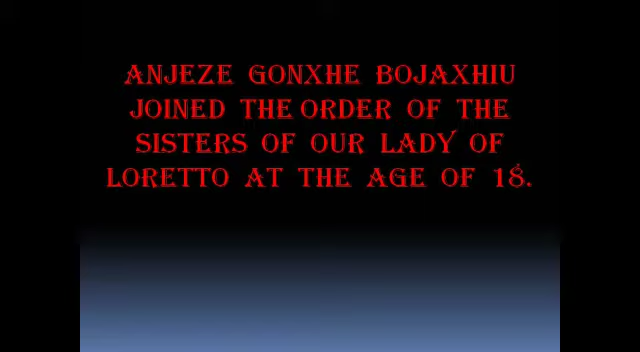 ANJEZE GONXHE BOJAXHIU
JOINED THE ORDER OF THE
SISTERS OF OUR LADY OF
LORETTO AT THE AGE OF 18.